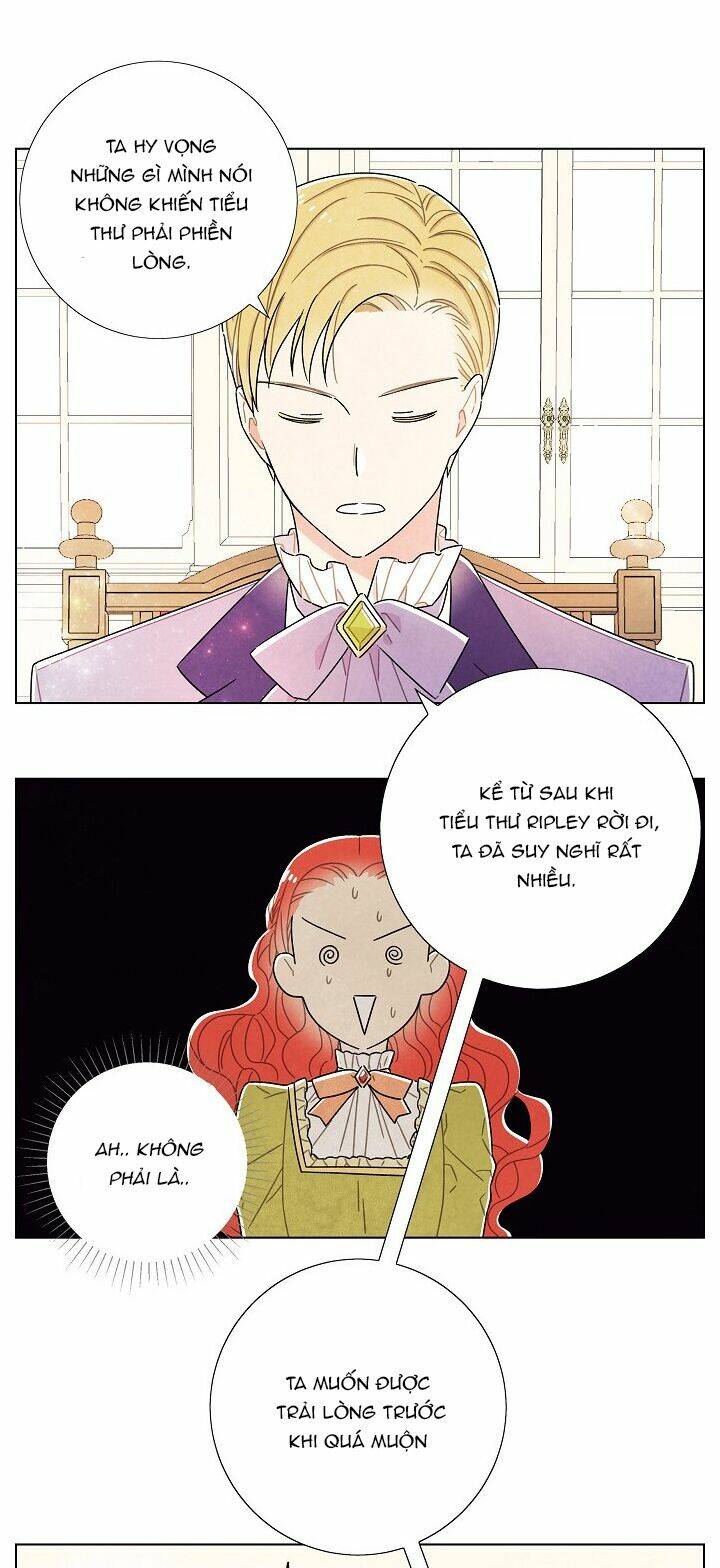 TA HY VỌNG
NHỮNG GÌ MÌNH NÓI
KHÔNG KHIẾN TIỂU
THƯ PHẢI PHIỀN
LÒNG.
KỂ TỪ SAU KHI
TIỂU THƯ RIPLEY RỜI ĐI,
TA ĐÃ SUY NGHĨ RẤT
NHIỀU.
AH.. KHÔNG
PHẢI LÀ..
TA MUỐN ĐƯỢC
TRẢI LÒNG TRƯỚC
KHI QUÁ MUỘN